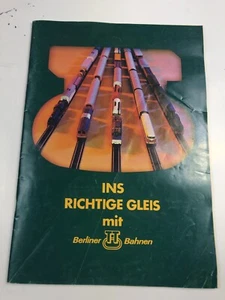 INS
RICHTIGE GLEIS
mit
Berliner TT Bahnen